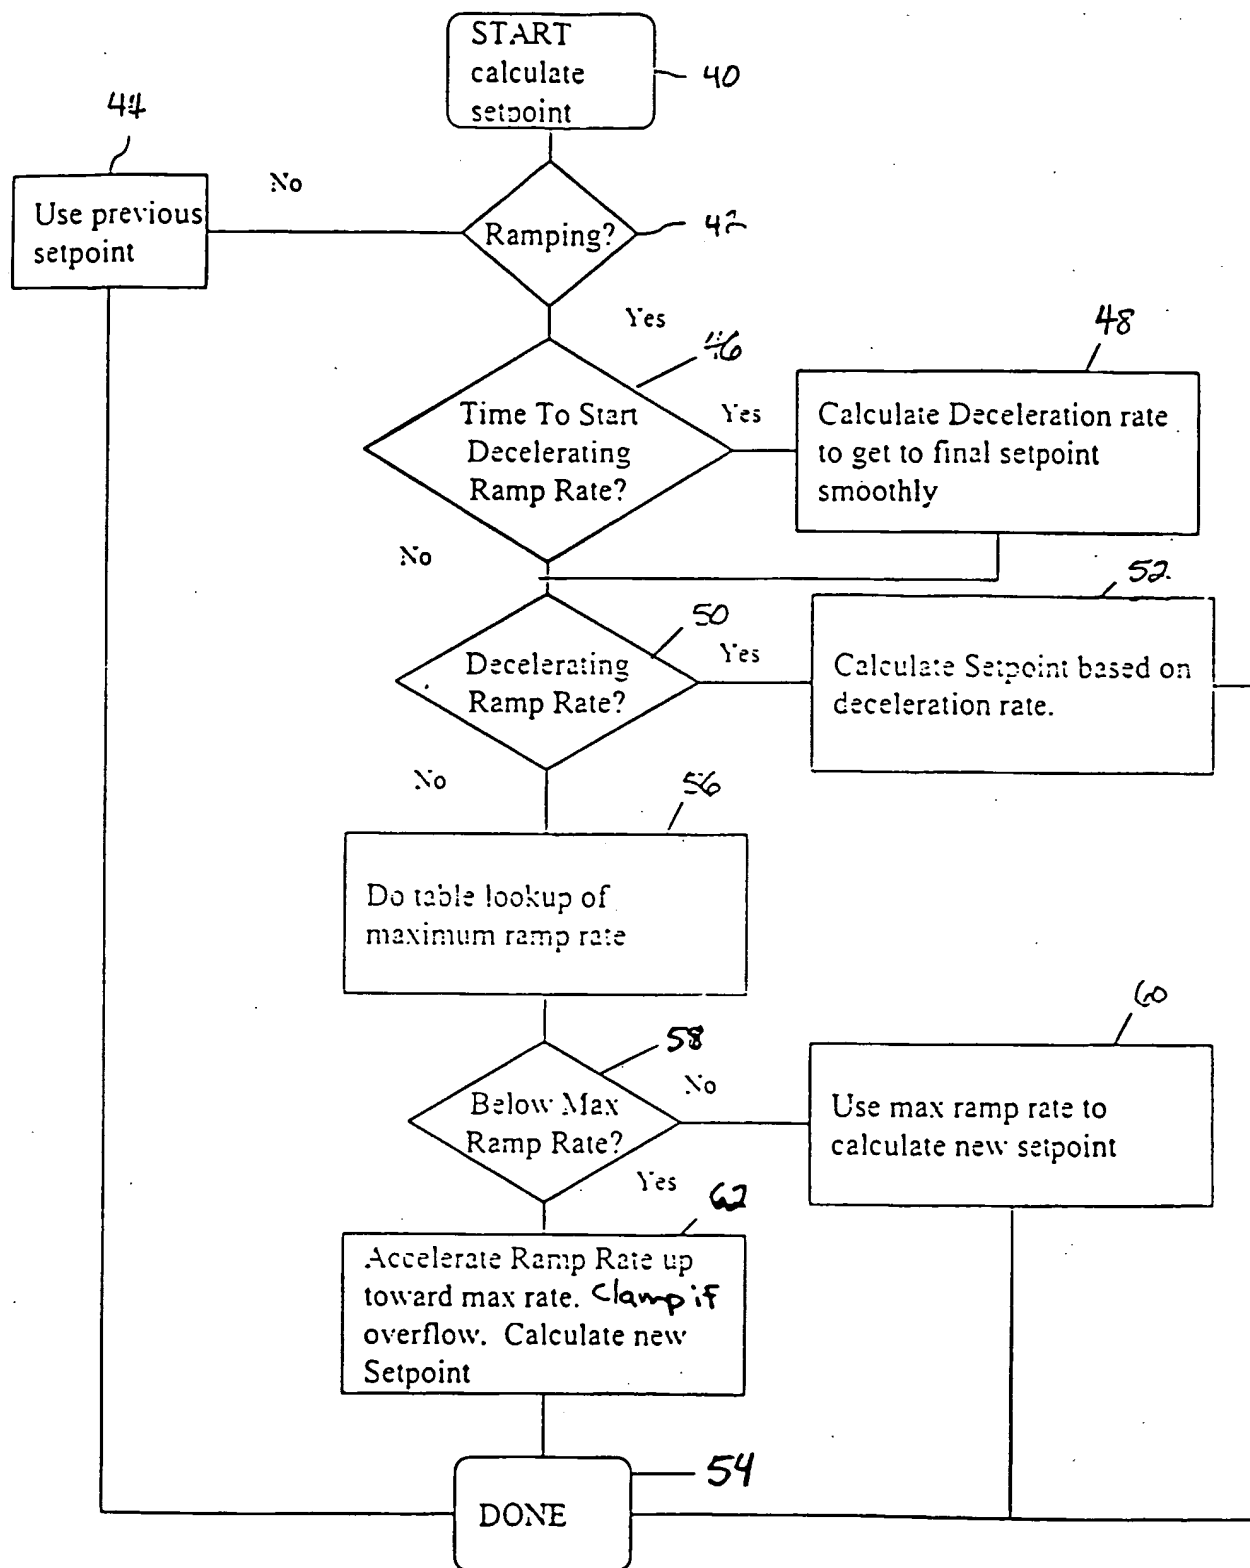 START
calculate
setpoint
40
44
No
Use previous
setpoint
Ramping?
42
Yes
46
48
Time To Start
Decelerating
Ramp Rate?
Yes
Calculate Deceleration rate
to get to final setpoint
smoothly
No
52
50
Decelerating
Ramp Rate?
Yes
Calculate Setpoint based on
deceleration rate.
No
56
Do table lookup of
maximum ramp rate
60
58
Below Max
Ramp Rate?
No
Use max ramp rate to
calculate new setpoint
Yes
62
Accelerate Ramp Rate up
toward max rate. Clamp if
overflow. Calculate new
Setpoint
54
DONE